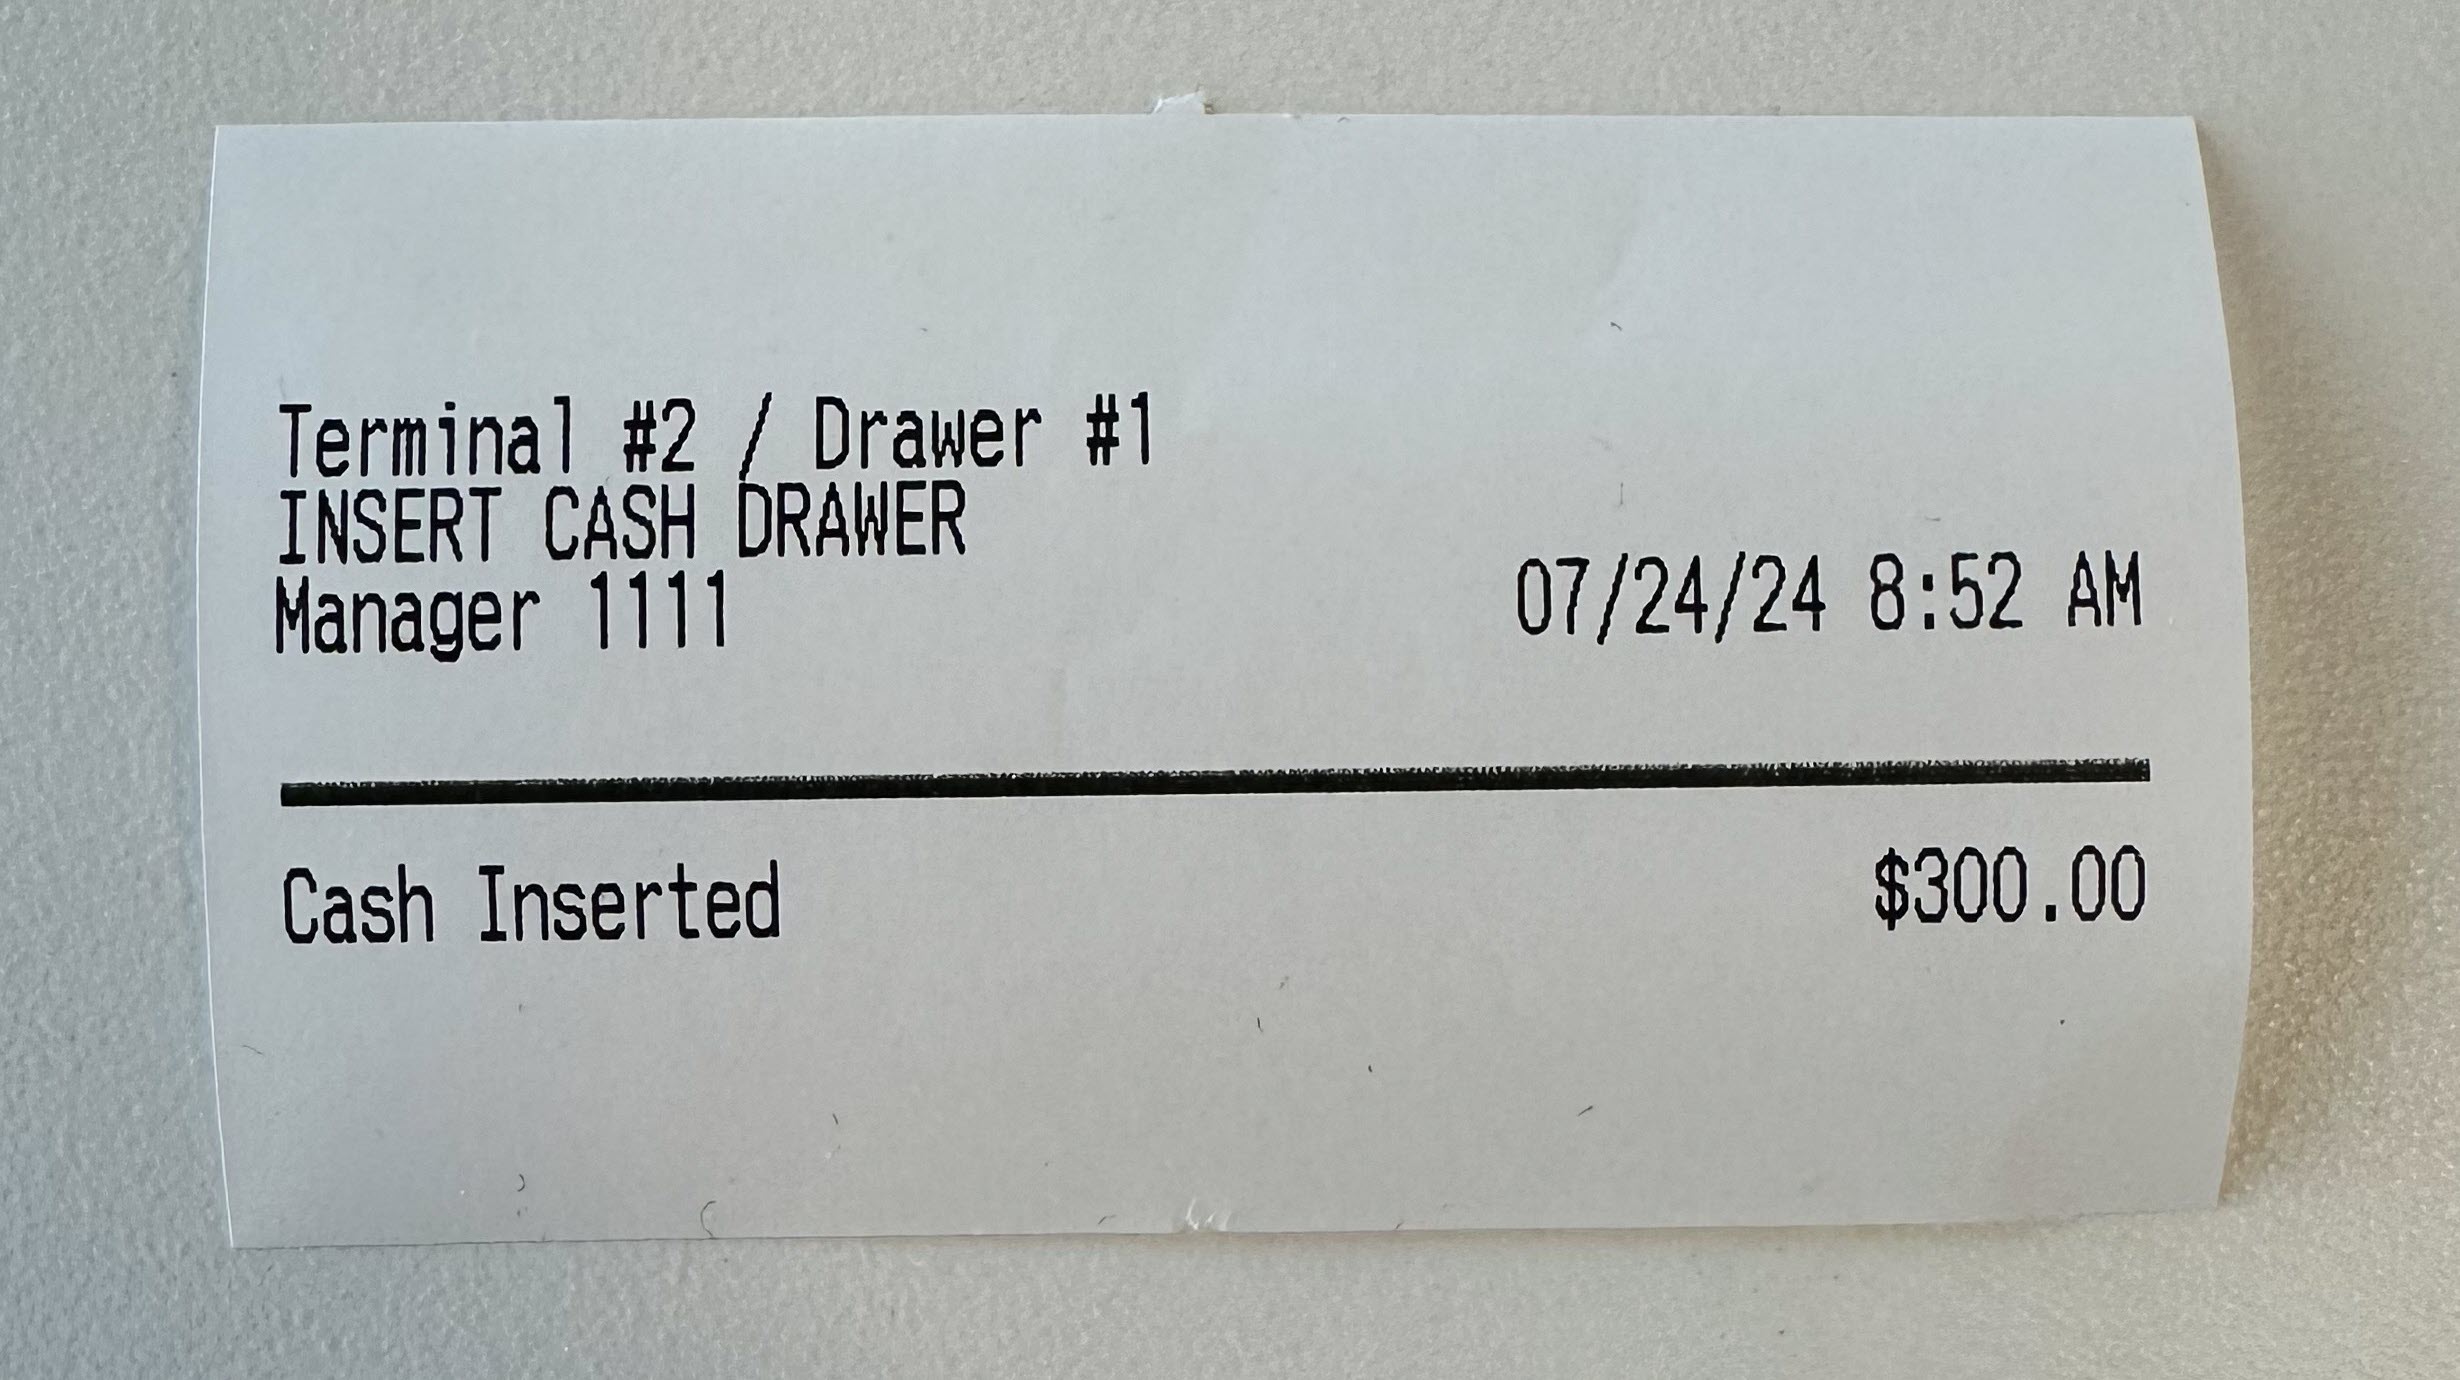 Terminal #2 / Drawer #1
INSERT CASH DRAWER
Manager 1111 07/24/24 8:52 AM
Cash Inserted $300.00